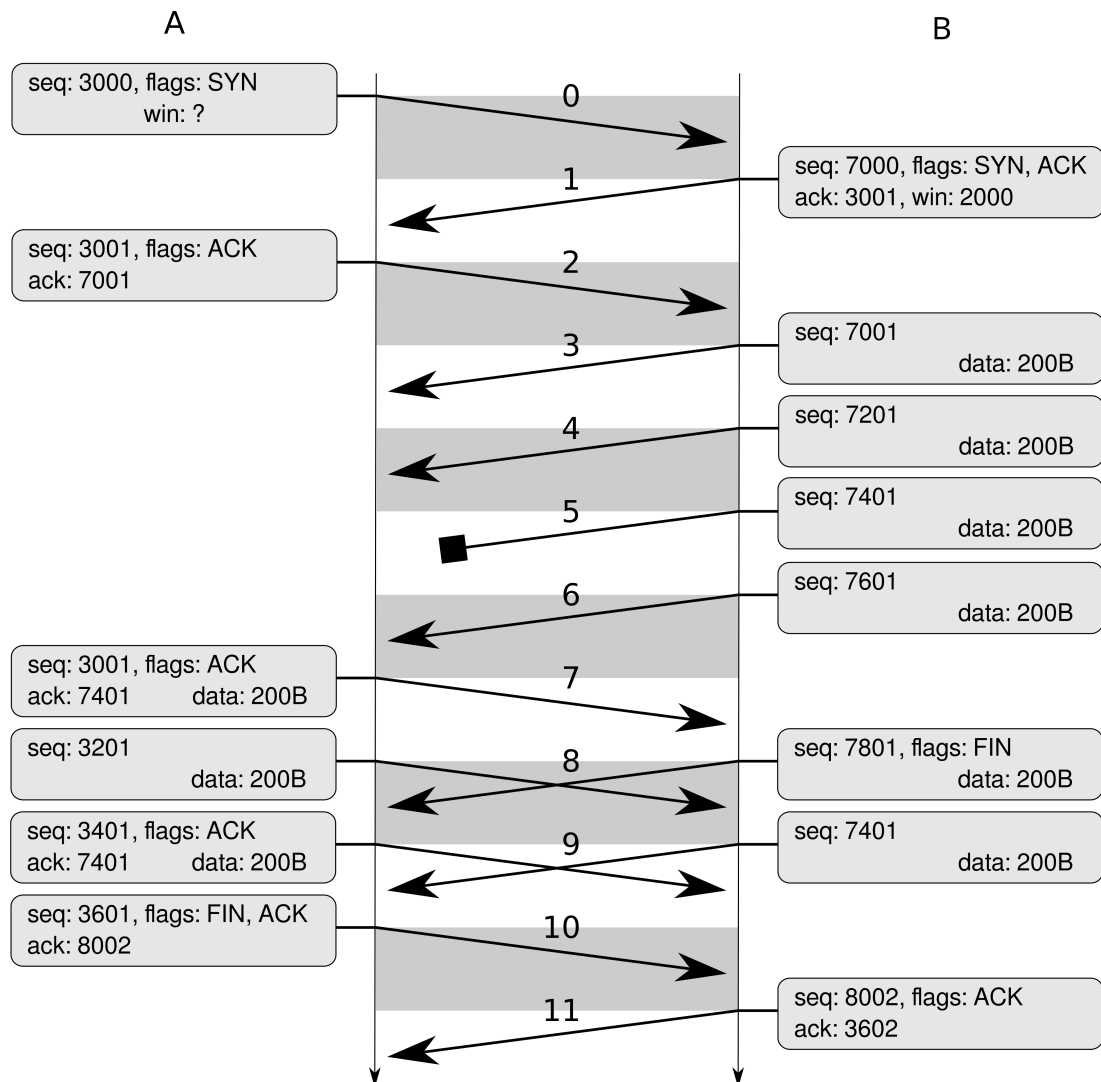 A
B
seq: 3000, flags: SYN
win: ?
0
seq: 7000, flags: SYN, ACK
ack: 3001, win: 2000
1
seq: 3001, flags: ACK
ack: 7001
2
seq: 7001
data: 200B
3
seq: 7201
data: 200B
4
seq: 7401
data: 200B
5
seq: 7601
data: 200B
6
seq: 3001, flags: ACK
ack: 7401 data: 200B
7
seq: 3201
data: 200B
8
seq: 7801, flags: FIN
data: 200B
seq: 3401, flags: ACK
ack: 7401 data: 200B
9
seq: 7401
data: 200B
seq: 3601, flags: FIN, ACK
ack: 8002
10
seq: 8002, flags: ACK
ack: 3602
11